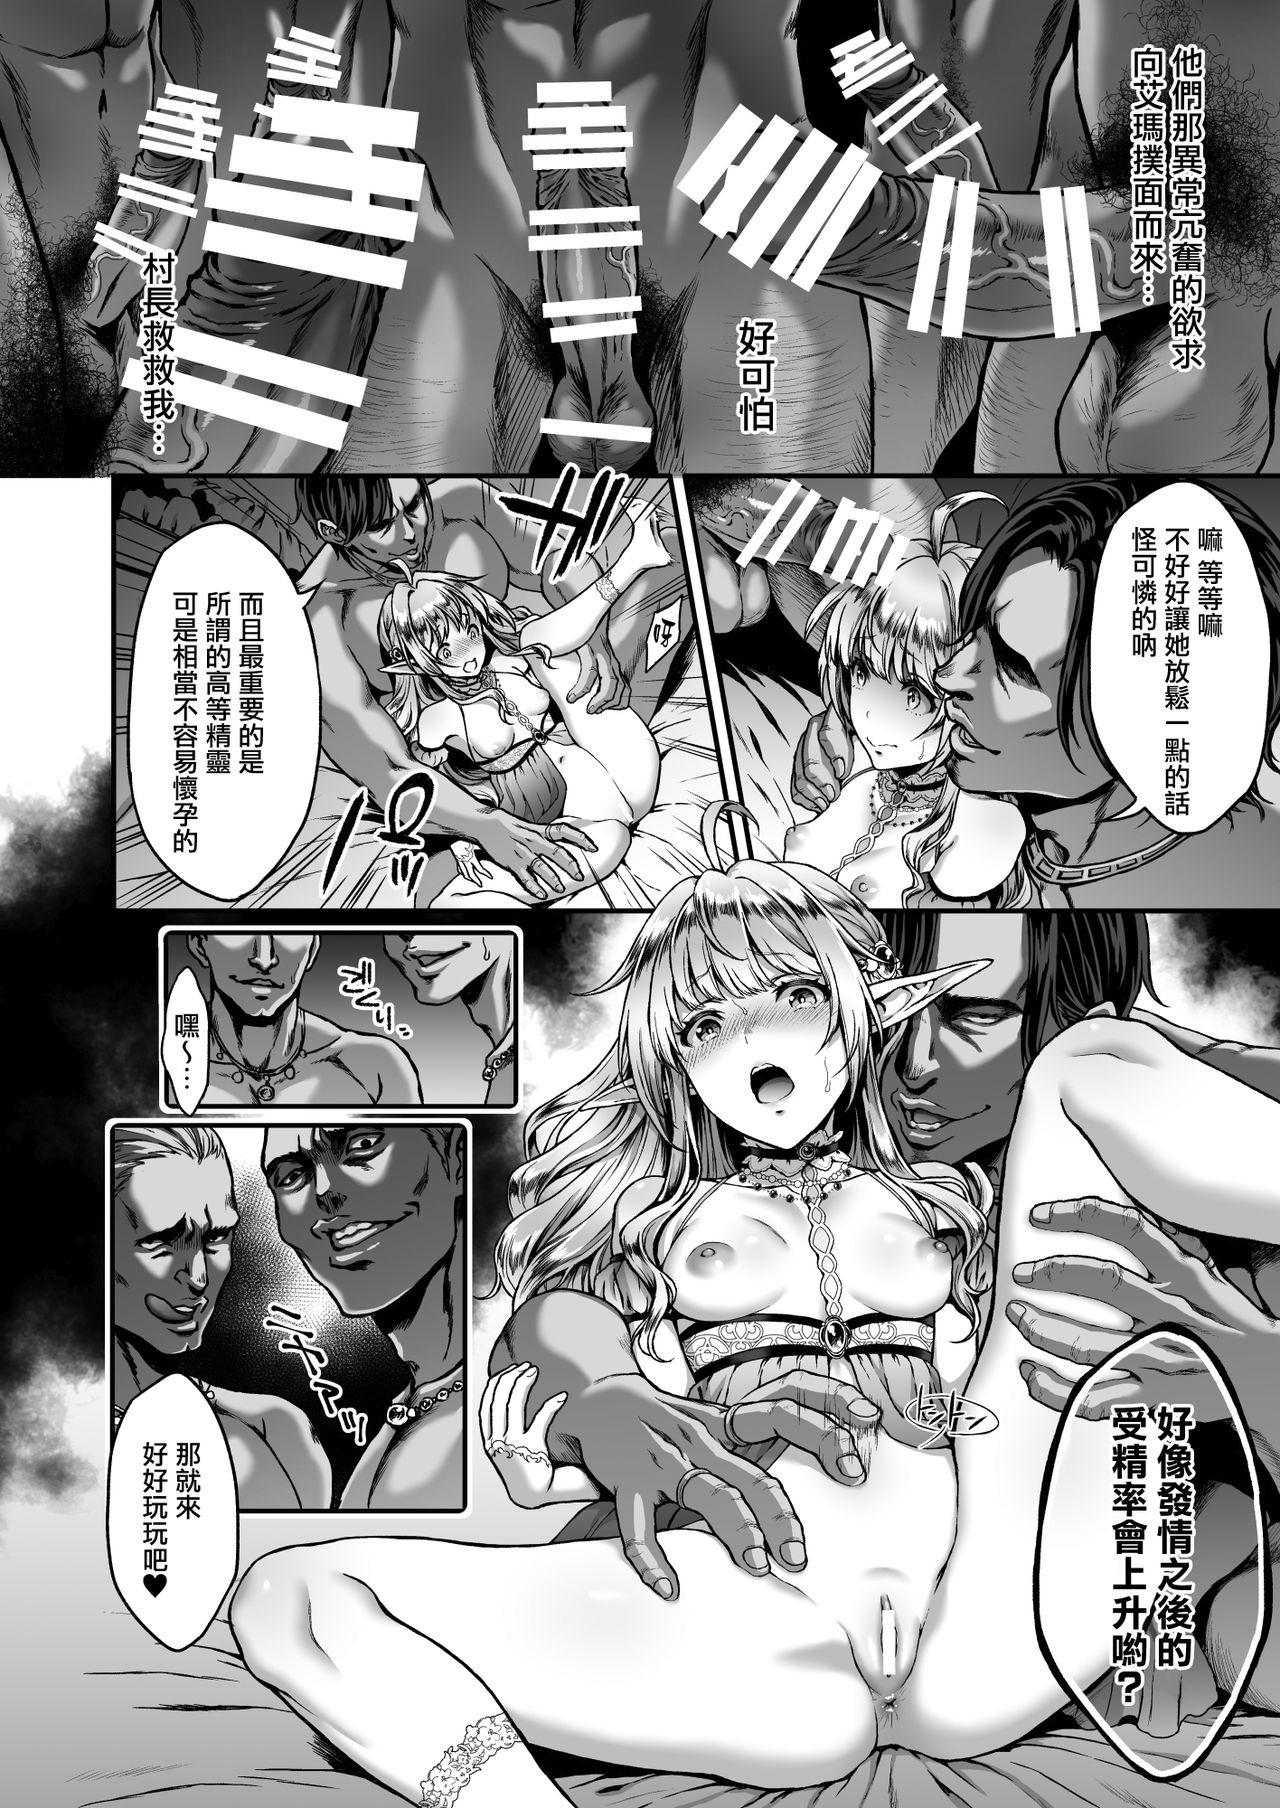 他們那異常亢奮的欲求
向艾瑪撲面而來…
好可怕
村長救救我…
嘛 等等嘛
不好好讓她放鬆一點的話
怪可憐的吶
呀
而且最重要的是
所謂的高等精靈
可是相當不容易懷孕的
嘿～…
ニヤァッ
那就來
好好玩玩吧♥
トントン
好像發情之後的
受精率會上升喲？